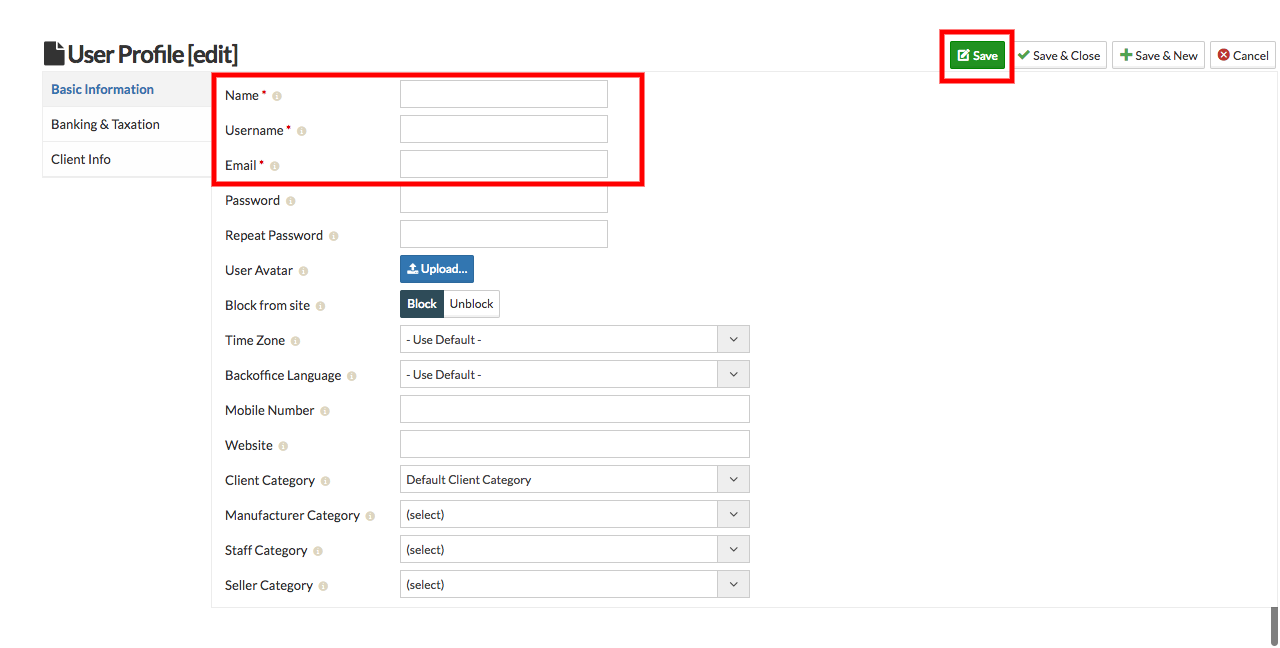 User Profile [edit]
Save
Save & Close
Save & New
Cancel
Basic Information
Banking & Taxation
Client Info
Name *
Username *
Email *
Password
Repeat Password
User Avatar
Upload...
Block from site
Block
Unblock
Time Zone
- Use Default -
Backoffice Language
- Use Default -
Mobile Number
Website
Client Category
Default Client Category
Manufacturer Category
(select)
Staff Category
(select)
Seller Category
(select)